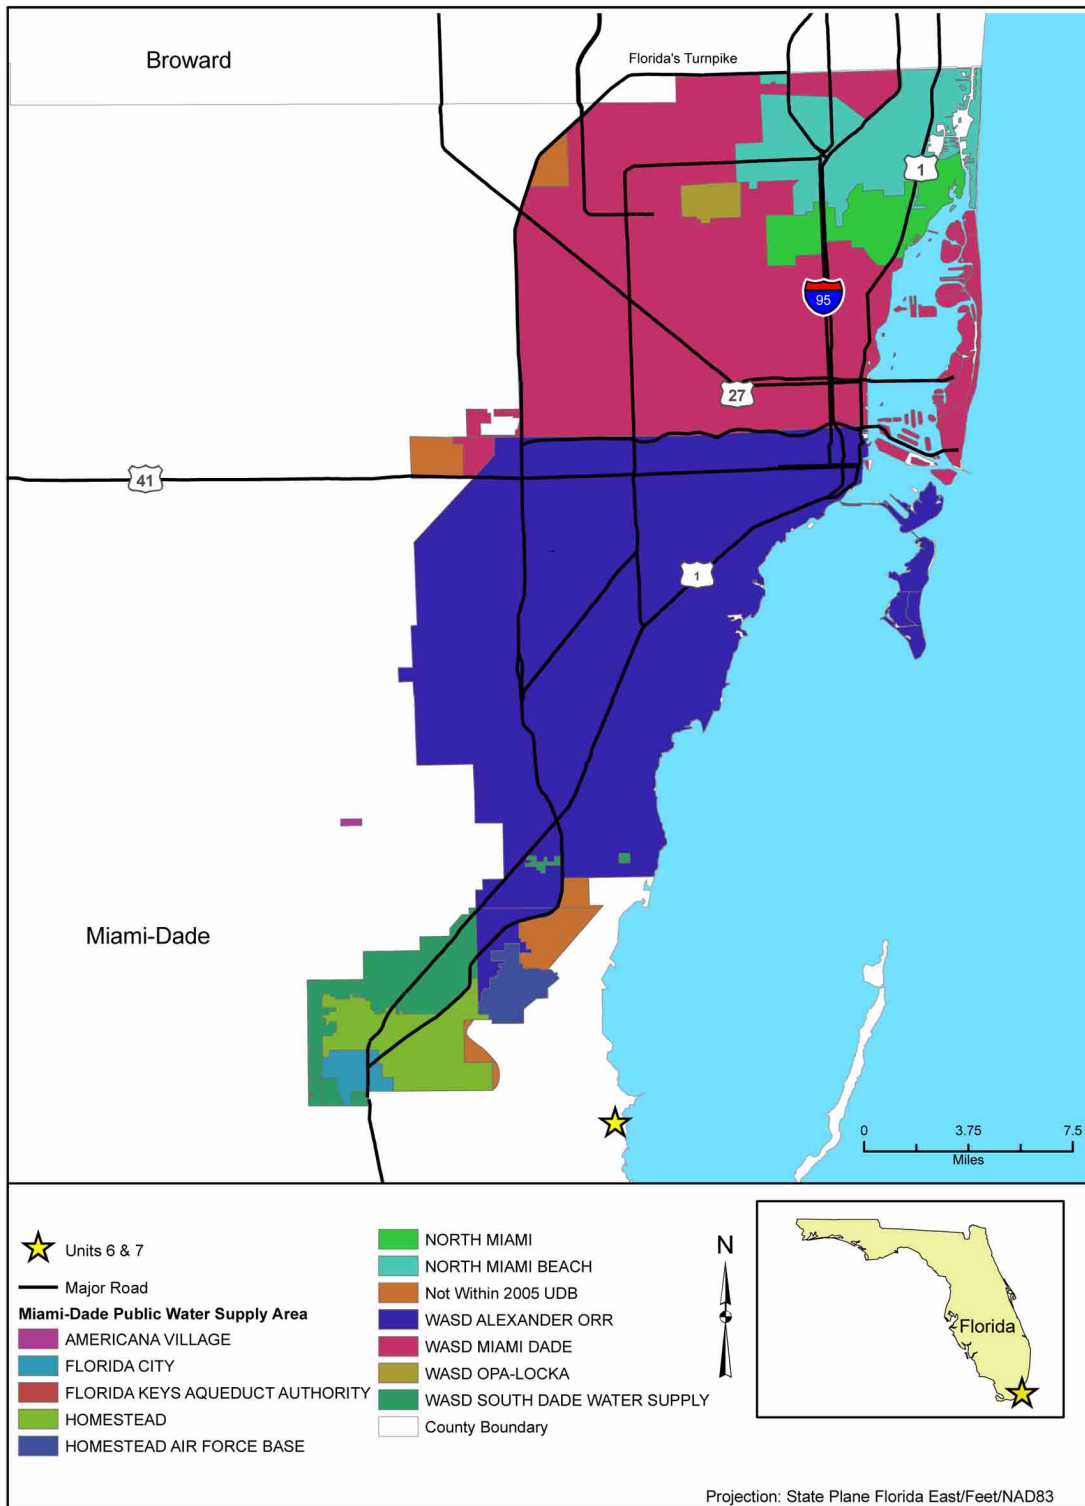 Broward
Florida's Turnpike
1
95
27
41
1
Miami-Dade
0 3.75 7.5
Miles
Units 6 & 7
Major Road
Miami-Dade Public Water Supply Area
AMERICANA VILLAGE
FLORIDA CITY
FLORIDA KEYS AQUEDUCT AUTHORITY
HOMESTEAD
HOMESTEAD AIR FORCE BASE
NORTH MIAMI
NORTH MIAMI BEACH
Not Within 2005 UDB
WASD ALEXANDER ORR
WASD MIAMI DADE
WASD OPA-LOCKA
WASD SOUTH DADE WATER SUPPLY
County Boundary
N
Florida
Projection: State Plane Florida East/Feet/NAD83